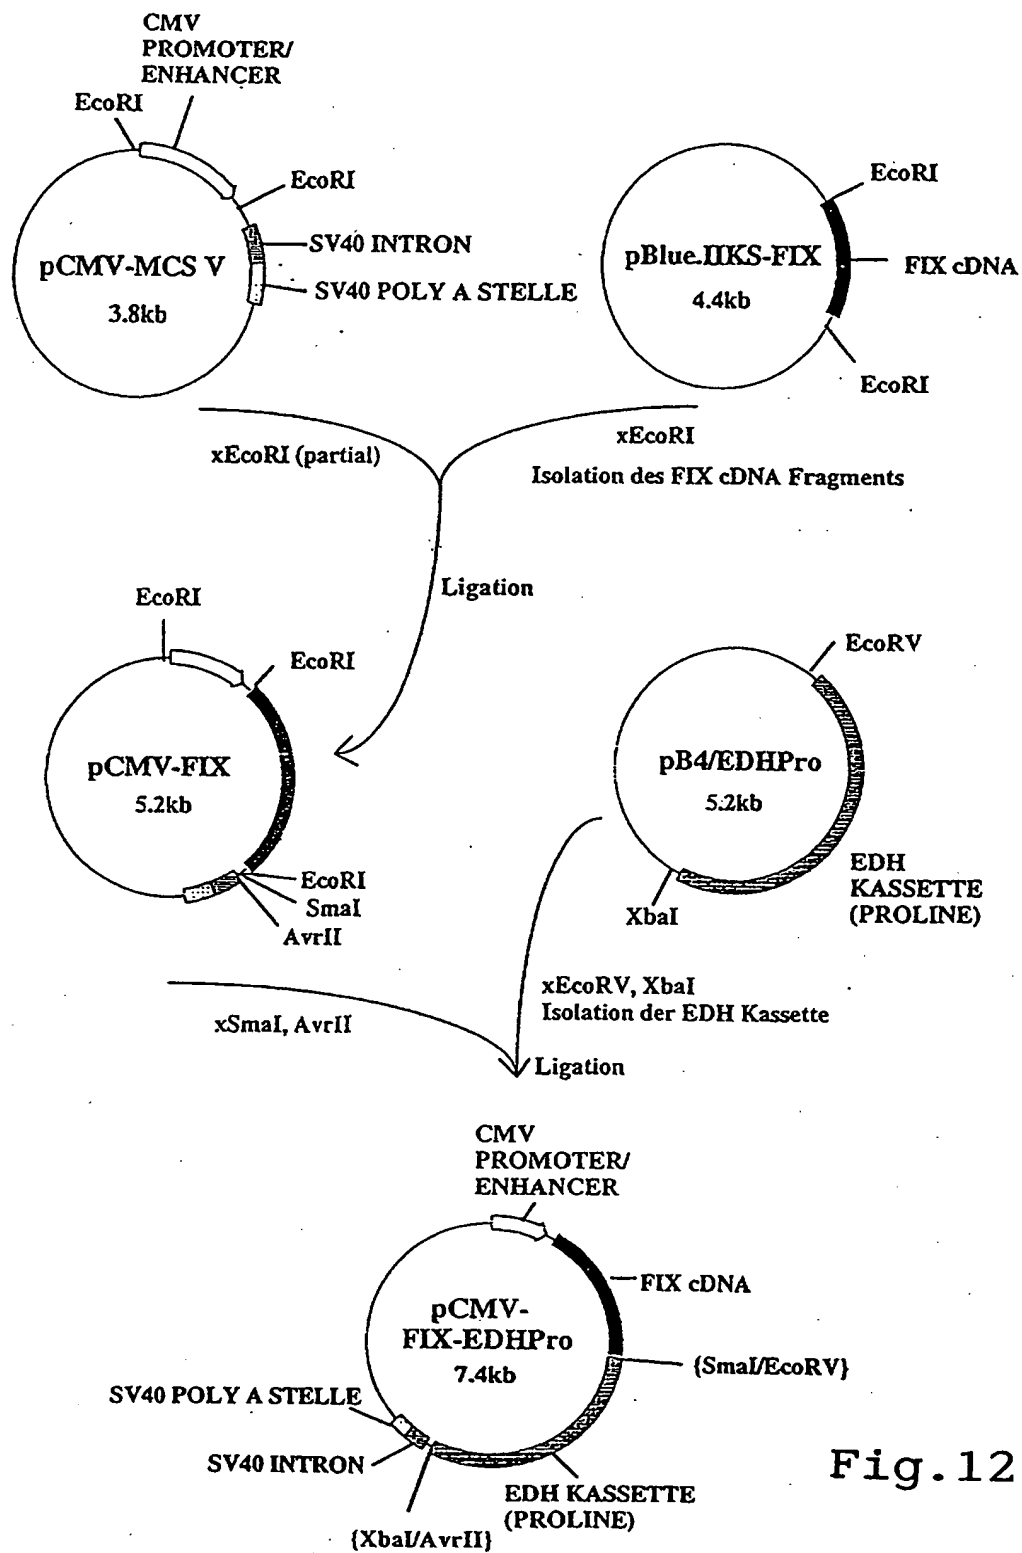 CMV
PROMOTER/
ENHANCER
EcoRI
EcoRI
SV40 INTRON
SV40 POLY A STELLE
pCMV-MCS V
3.8kb
EcoRI
pBlue.IIKS-FIX
4.4kb
FIX cDNA
EcoRI
xEcoRI (partial)
xEcoRI
Isolation des FIX cDNA Fragments
Ligation
EcoRI
EcoRI
pCMV-FIX
5.2kb
EcoRI
SmaI
AvrII
EcoRV
pB4/EDHPro
5.2kb
EDH
KASSETTE
(PROLINE)
XbaI
xSmaI, AvrII
xEcoRV, XbaI
Isolation der EDH Kassette
Ligation
CMV
PROMOTER/
ENHANCER
FIX cDNA
pCMV-
FIX-EDHPro
7.4kb
{SmaI/EcoRV}
SV40 POLY A STELLE
SV40 INTRON
EDH KASSETTE
(PROLINE)
{XbaI/AvrII}
Fig.12